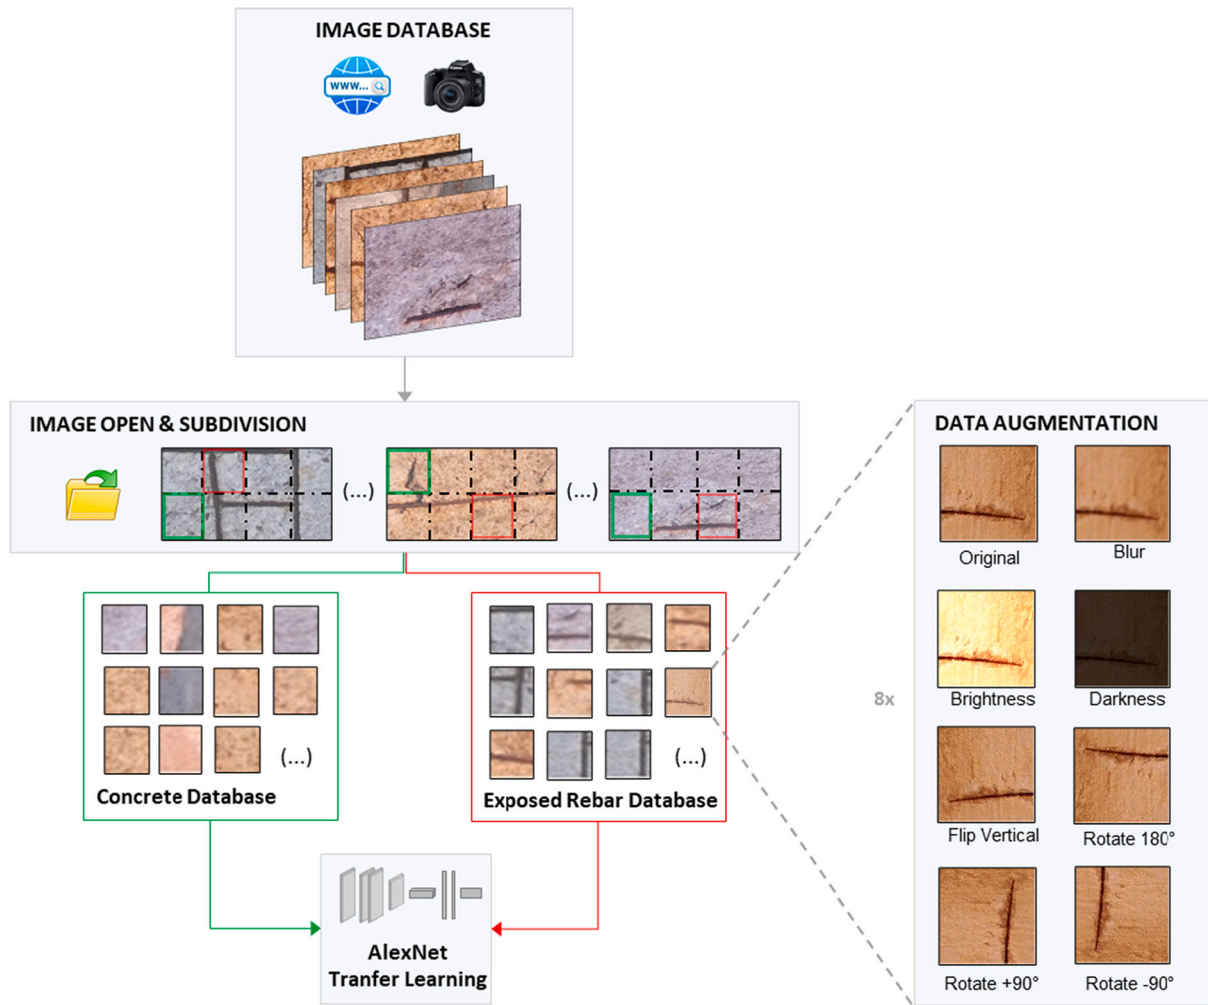 IMAGE DATABASE
www...
IMAGE OPEN & SUBDIVISION
(...)
(...)
DATA AUGMENTATION
Original
Blur
Brightness
Darkness
8x
Flip Vertical
Rotate 180°
Rotate +90°
Rotate -90°
(...)
Concrete Database
(...)
Exposed Rebar Database
AlexNet
Tranfer Learning